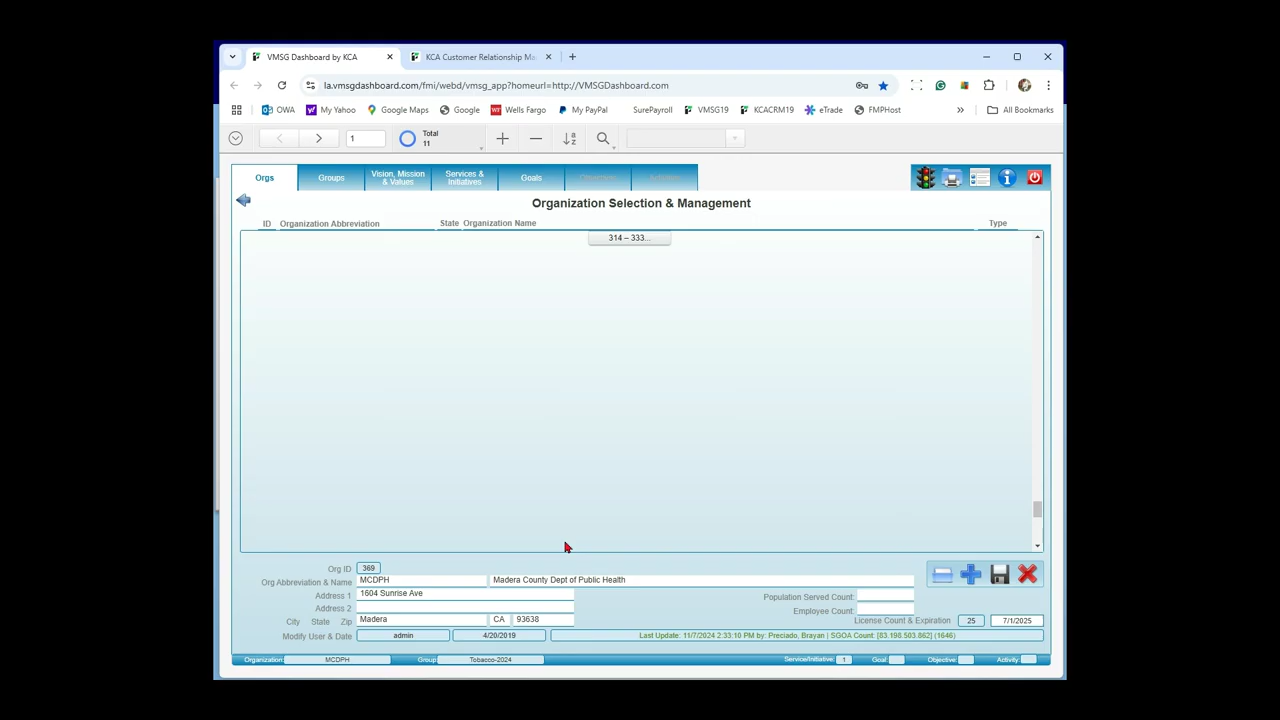 VMSG Dashboard by KCA
KCA Customer Relationship Ma
la.vmsgdashboard.com/fmi/webd/vmsg_app?homeurl=http://VMSGDashboard.com
OWA My Yahoo Google Maps Google Wells Fargo My PayPal SurePayroll VMSG19 KCACRM19 eTrade FMPHost » All Bookmarks
1 Total
11
Orgs Groups Vision, Mission & Values Services & Initiatives Goals
Organization Selection & Management
ID Organization Abbreviation State Organization Name Type
314 – 333...
Org ID 369
Org Abbreviation & Name MCDPH Madera County Dept of Public Health
Address 1 1604 Sunrise Ave Population Served Count:
Address 2 Employee Count:
City State Zip Madera CA 93638 License Count & Expiration 25 7/1/2025
Modify User & Date admin 4/20/2019 Last Update: 11/7/2024 2:33:10 PM by: Preciado, Brayan | SGOA Count: [83.198.503.862] (1646)
Organization: MCDPH Group: Tobacco-2024 Service/Initiative: 1 Goal: Objective: Activity: